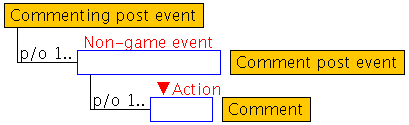 Commenting post event
Non-game event
p/o 1..
Comment post event
▼Action
p/o 1..
Comment